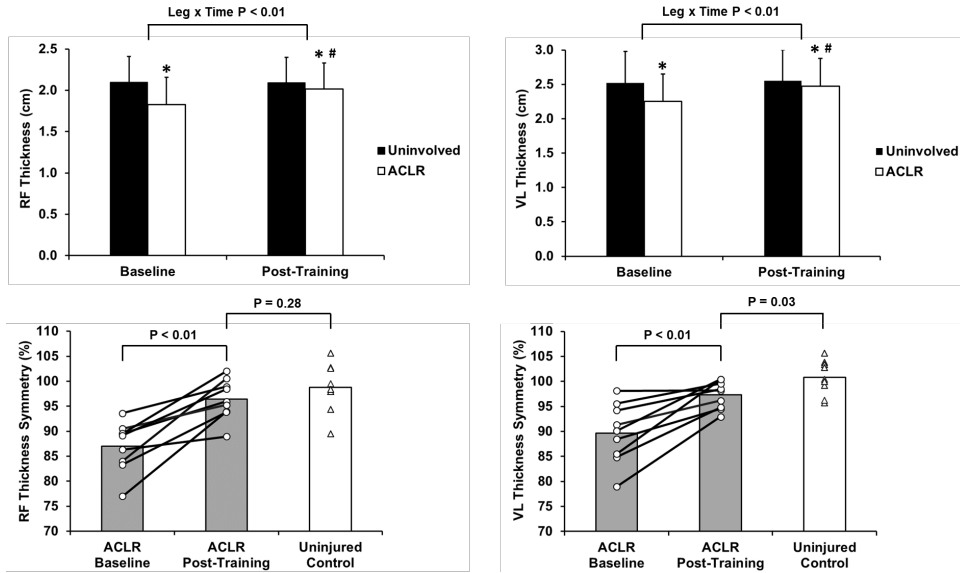 Leg x Time P < 0.01
RF Thickness (cm)
2.5
2.0
1.5
1.0
0.5
0.0
*
* #
Uninvolved
ACLR
Baseline
Post-Training
Leg x Time P < 0.01
VL Thickness (cm)
3.0
2.5
2.0
1.5
1.0
0.5
0.0
*
* #
Uninvolved
ACLR
Baseline
Post-Training
P = 0.28
P < 0.01
RF Thickness Symmetry (%)
110
105
100
95
90
85
80
75
70
ACLR
Baseline
ACLR
Post-Training
Uninjured
Control
P = 0.03
P < 0.01
VL Thickness Symmetry (%)
110
105
100
95
90
85
80
75
70
ACLR
Baseline
ACLR
Post-Training
Uninjured
Control